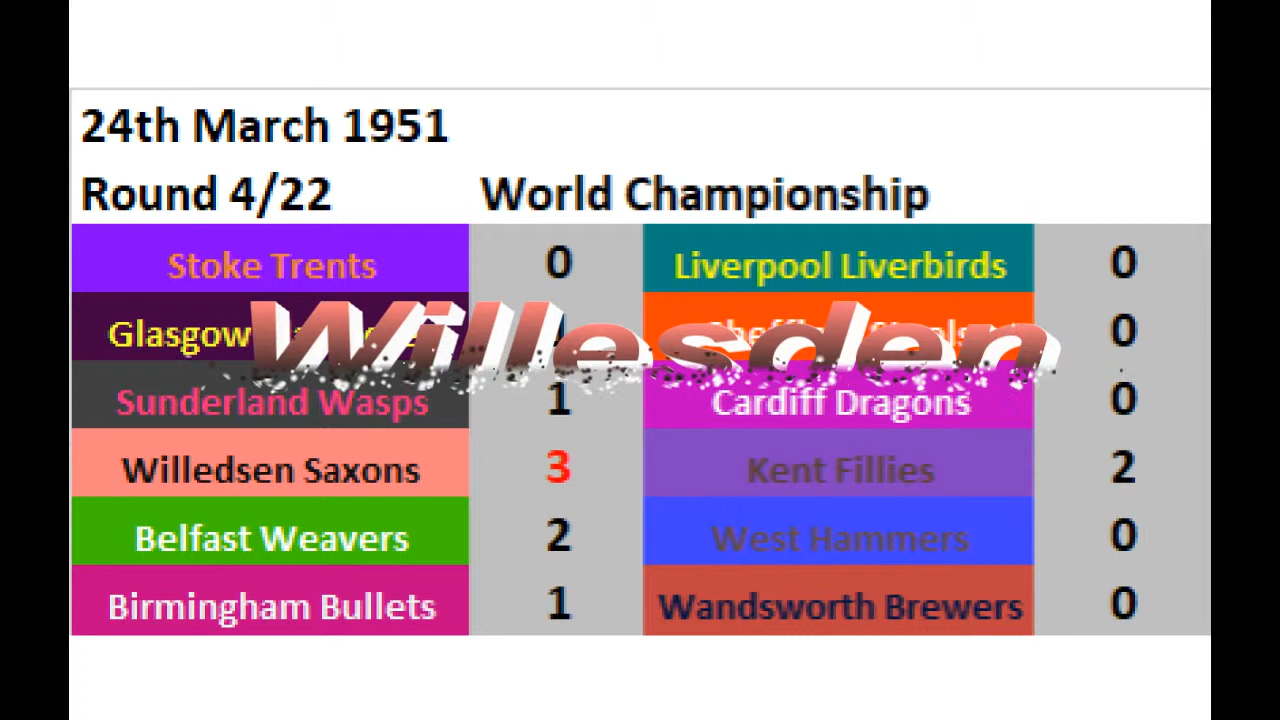 24th March 1951
Round 4/22 World Championship
Stoke Trents 0 Liverpool Liverbirds 0
Glasgow 0
Willesden
Sunderland Wasps 1 Cardiff Dragons 0
Willedsen Saxons 3 Kent Fillies 2
Belfast Weavers 2 West Hammers 0
Birmingham Bullets 1 Wandsworth Brewers 0